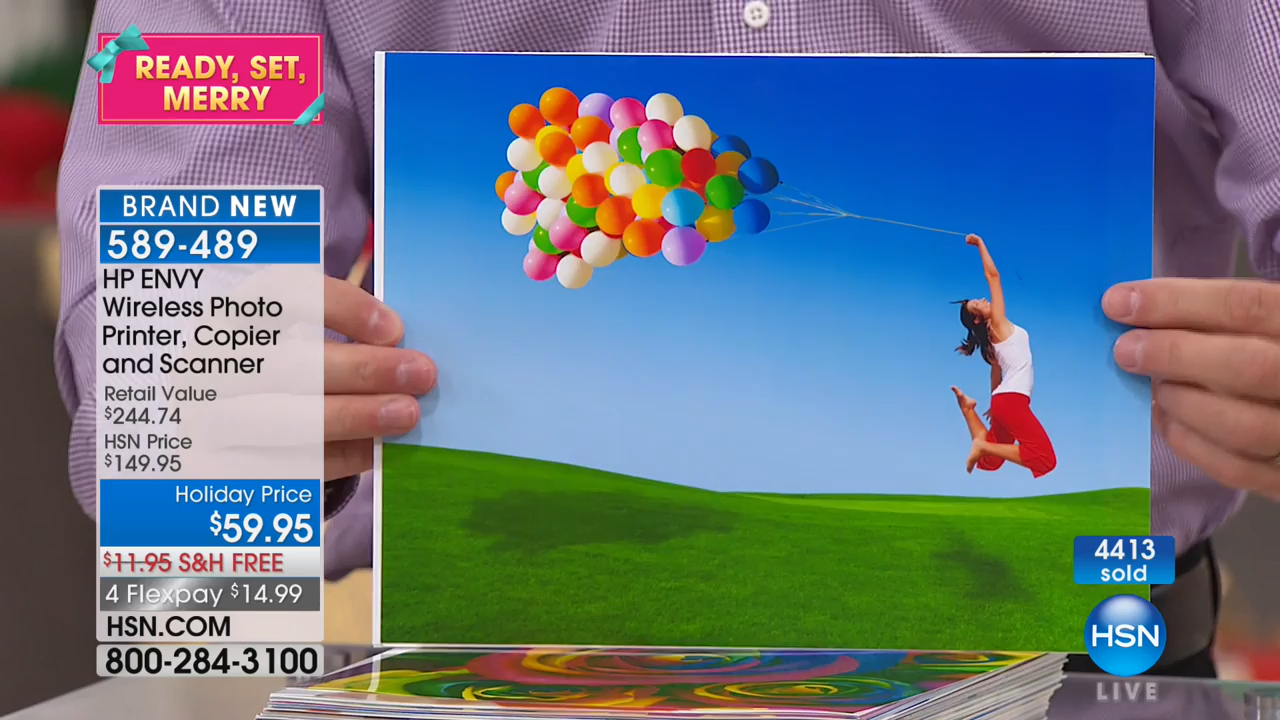 READY, SET,
MERRY
BRAND NEW
589-489
HP ENVY
Wireless Photo
Printer, Copier
and Scanner
Retail Value
$244.74
HSN Price
$149.95
Holiday Price
$59.95
$11.95 S&H FREE
4 Flexpay $14.99
HSN.COM
800-284-3100
4413
sold
HSN
LIVE